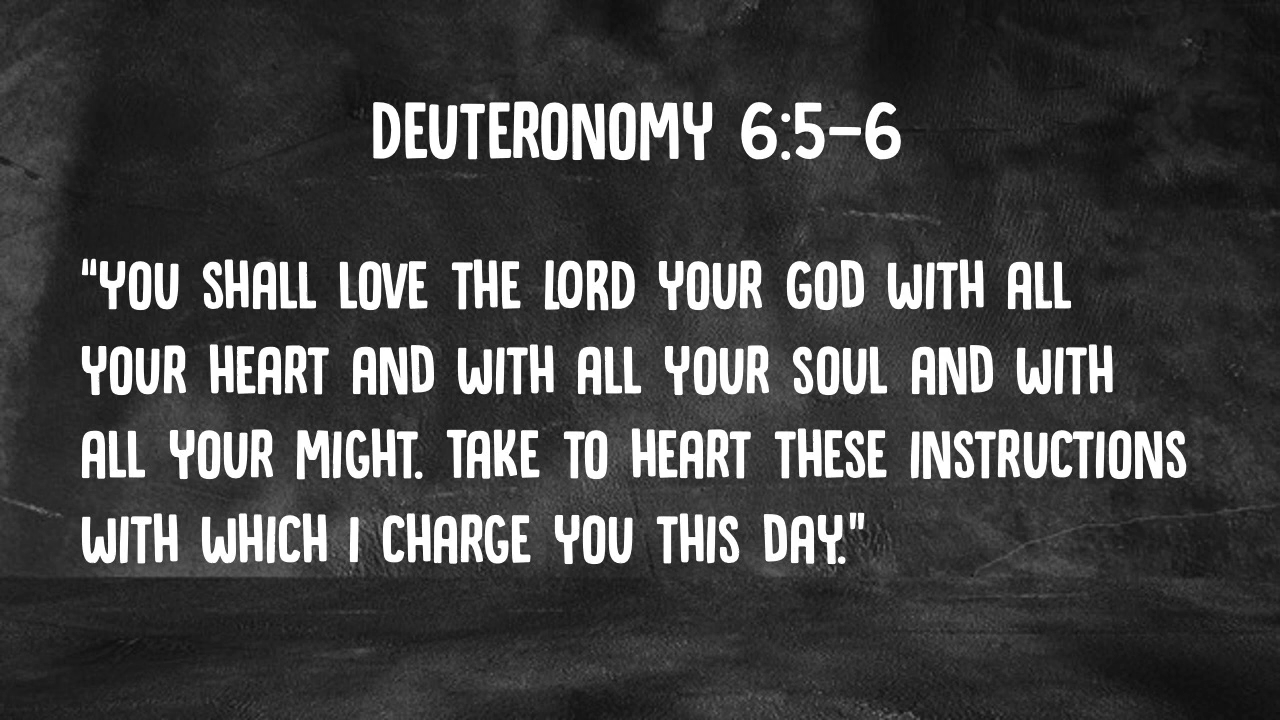 DEUTERONOMY 6:5–6
“YOU SHALL LOVE THE LORD YOUR GOD WITH ALL
YOUR HEART AND WITH ALL YOUR SOUL AND WITH
ALL YOUR MIGHT. TAKE TO HEART THESE INSTRUCTIONS
WITH WHICH I CHARGE YOU THIS DAY.”